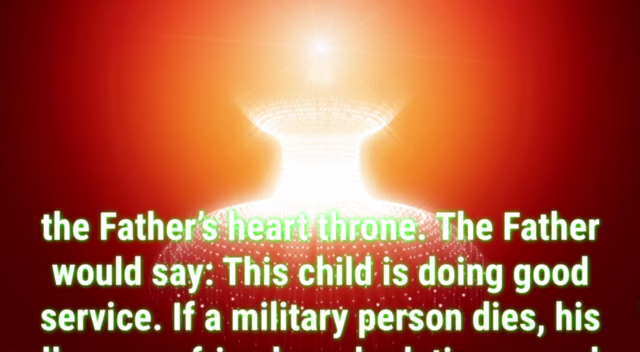 the Father’s heart throne. The Father
would say: This child is doing good
service. If a military person dies, his